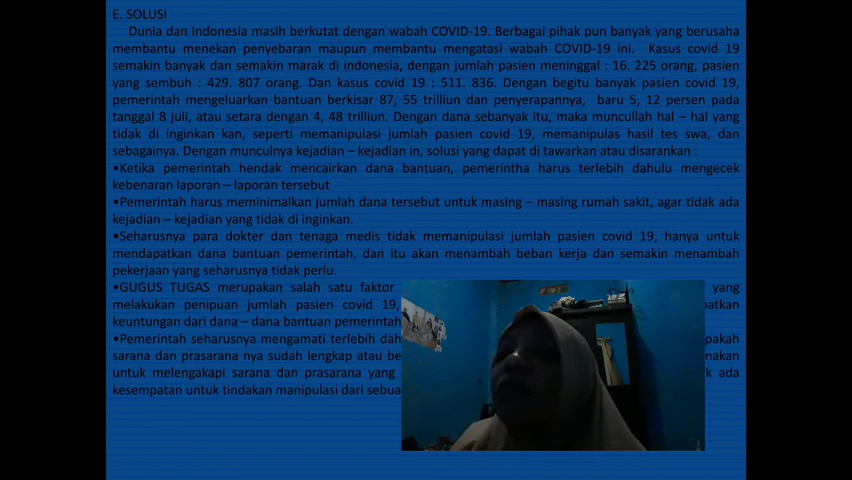 E. SOLUSI
Dunia dan Indonesia masih berkutat dengan wabah COVID-19. Berbagai pihak pun banyak yang berusaha
membantu menekan penyebaran maupun membantu mengatasi wabah COVID-19 ini. Kasus covid 19
semakin banyak dan semakin marak di indonesia, dengan jumlah pasien meninggal : 16. 225 orang, pasien
yang sembuh : 429. 807 orang. Dan kasus covid 19 : 511. 836. Dengan begitu banyak pasien covid 19,
pemerintah mengeluarkan bantuan berkisar 87, 55 trilliun dan penyerapannya, baru 5, 12 persen pada
tanggal 8 juli, atau setara dengan 4, 48 trilliun. Dengan dana sebanyak itu, maka muncullah hal – hal yang
tidak di inginkan kan, seperti memanipulasi jumlah pasien covid 19, memanipulas hasil tes swa, dan
sebagainya. Dengan munculnya kejadian – kejadian in, solusi yang dapat di tawarkan atau disarankan :
•Ketika pemerintah hendak mencairkan dana bantuan, pemerintha harus terlebih dahulu mengecek
kebenaran laporan – laporan tersebut
•Pemerintah harus meminimalkan jumlah dana tersebut untuk masing – masing rumah sakit, agar tidak ada
kejadian – kejadian yang tidak di inginkan.
•Seharusnya para dokter dan tenaga medis tidak memanipulasi jumlah pasien covid 19, hanya untuk
mendapatkan dana bantuan pemerintah, dan itu akan menambah beban kerja dan semakin menambah
pekerjaan yang seharusnya tidak perlu.
•GUGUS TUGAS merupakan salah satu faktor yang
melakukan penipuan jumlah pasien covid 19, patkan
keuntungan dari dana – dana bantuan pemerintah
•Pemerintah seharusnya mengamati terlebih dah pakah
sarana dan prasarana nya sudah lengkap atau be nakan
untuk melengakapi sarana dan prasarana yang k ada
kesempatan untuk tindakan manipulasi dari sebua